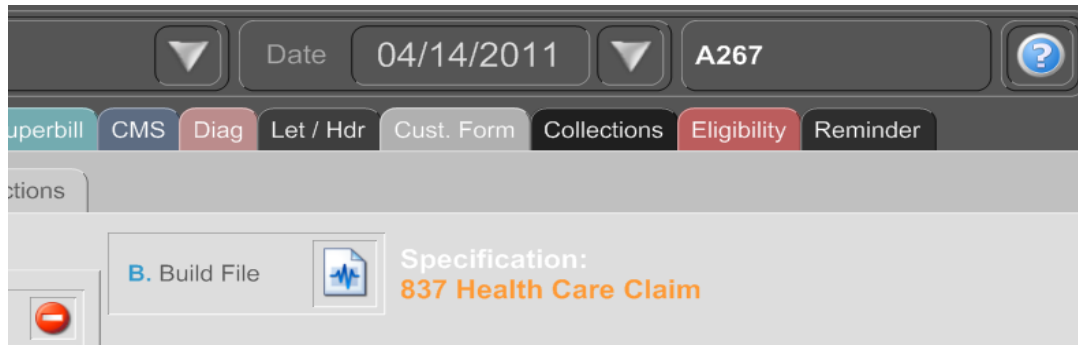 Date 04/14/2011 A267
uperbill CMS Diag Let / Hdr Cust. Form Collections Eligibility Reminder
ctions
B. Build File
Specification:
837 Health Care Claim